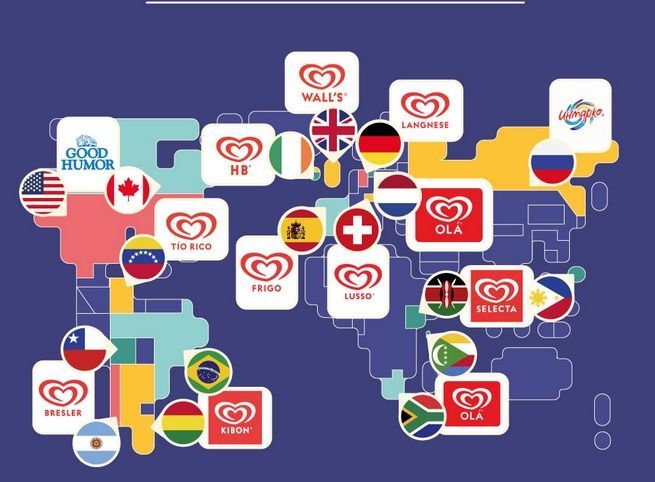 WALL'S®
LANGNESE
Инмарко®
GOOD
HUMOR
HB®
TÍO RICO
OLÁ
FRIGO
LUSSO®
SELECTA
BRESLER
KIBON®
OLÁ